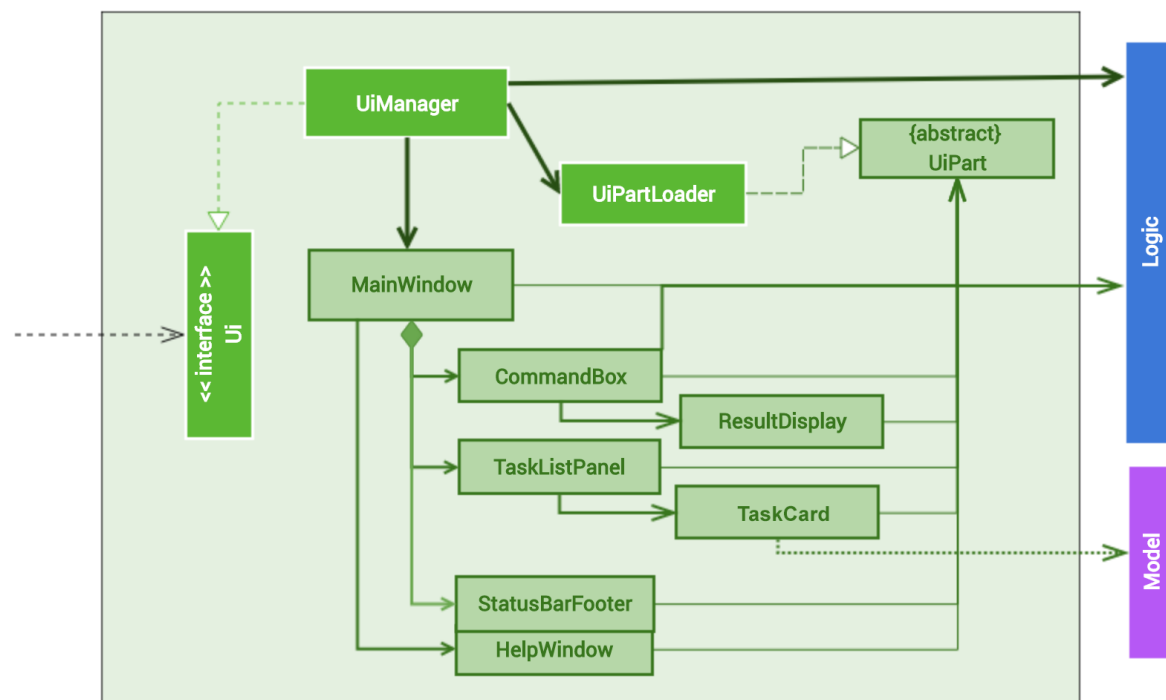 UiManager
{abstract}
UiPart
UiPartLoader
<< interface >>
Ui
MainWindow
Logic
CommandBox
ResultDisplay
TaskListPanel
TaskCard
Model
StatusBarFooter
HelpWindow